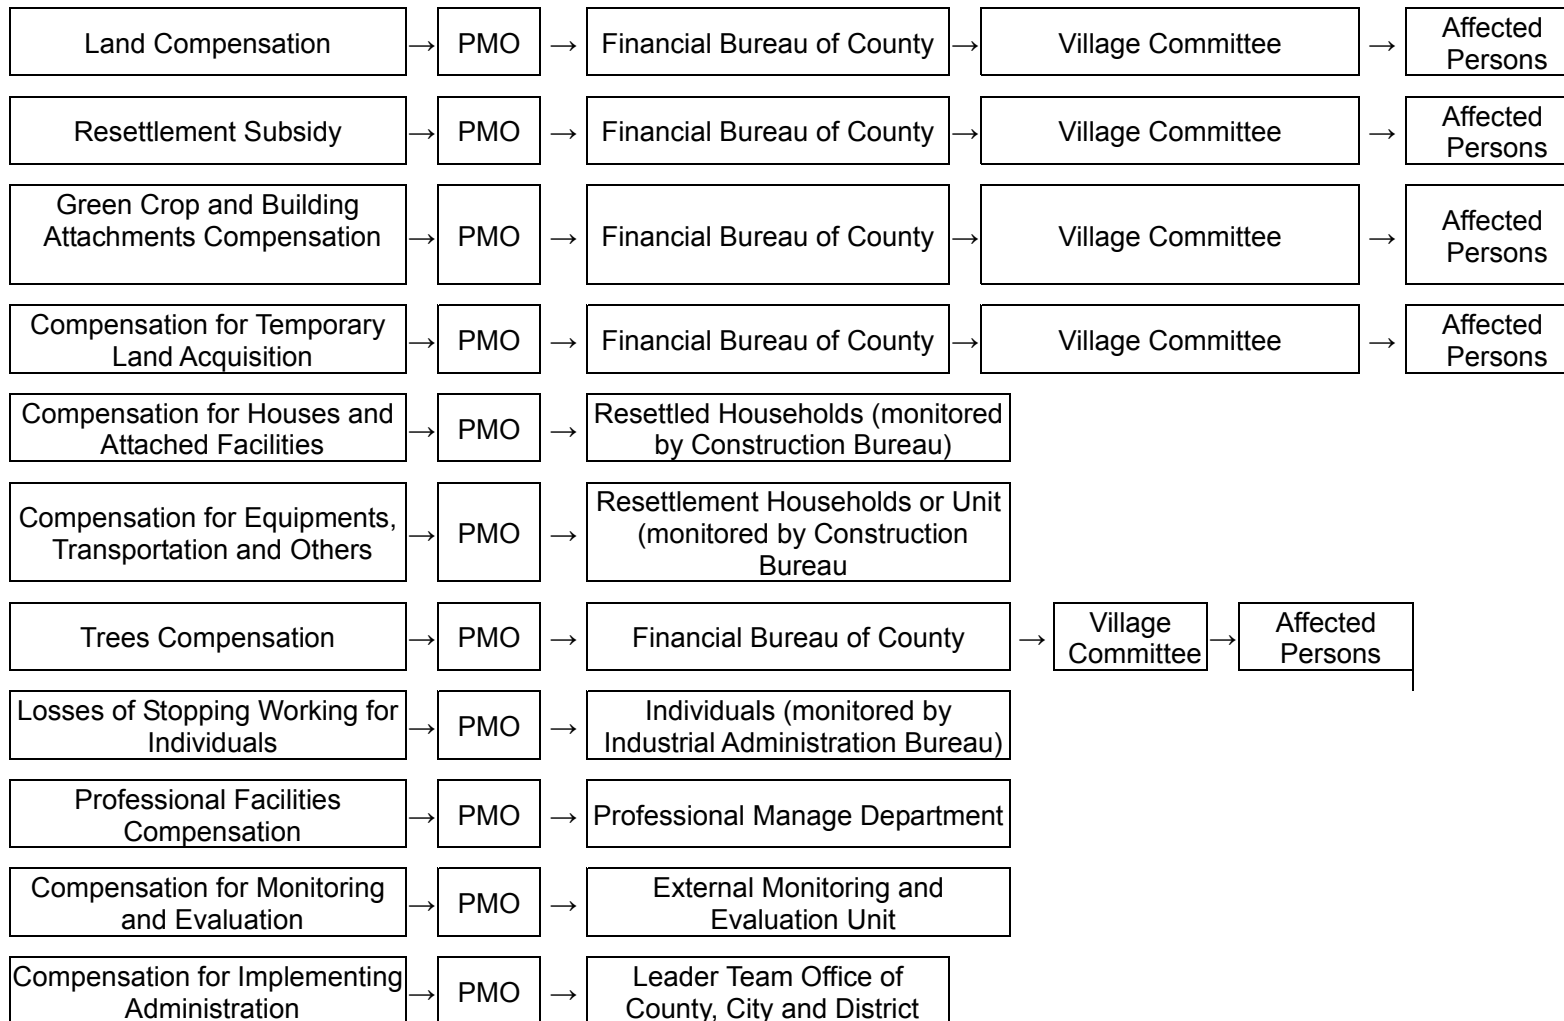 Land Compensation → PMO → Financial Bureau of County → Village Committee → Affected
Persons
Resettlement Subsidy → PMO → Financial Bureau of County → Village Committee → Affected
Persons
Green Crop and Building
Attachments Compensation → PMO → Financial Bureau of County → Village Committee → Affected
Persons
Compensation for Temporary
Land Acquisition → PMO → Financial Bureau of County → Village Committee → Affected
Persons
Compensation for Houses and
Attached Facilities → PMO → Resettled Households (monitored
by Construction Bureau)
Compensation for Equipments,
Transportation and Others → PMO → Resettlement Households or Unit
(monitored by Construction
Bureau
Trees Compensation → PMO → Financial Bureau of County → Village
Committee → Affected
Persons
Losses of Stopping Working for
Individuals → PMO → Individuals (monitored by
Industrial Administration Bureau)
Professional Facilities
Compensation → PMO → Professional Manage Department
Compensation for Monitoring
and Evaluation → PMO → External Monitoring and
Evaluation Unit
Compensation for Implementing
Administration → PMO → Leader Team Office of
County, City and District